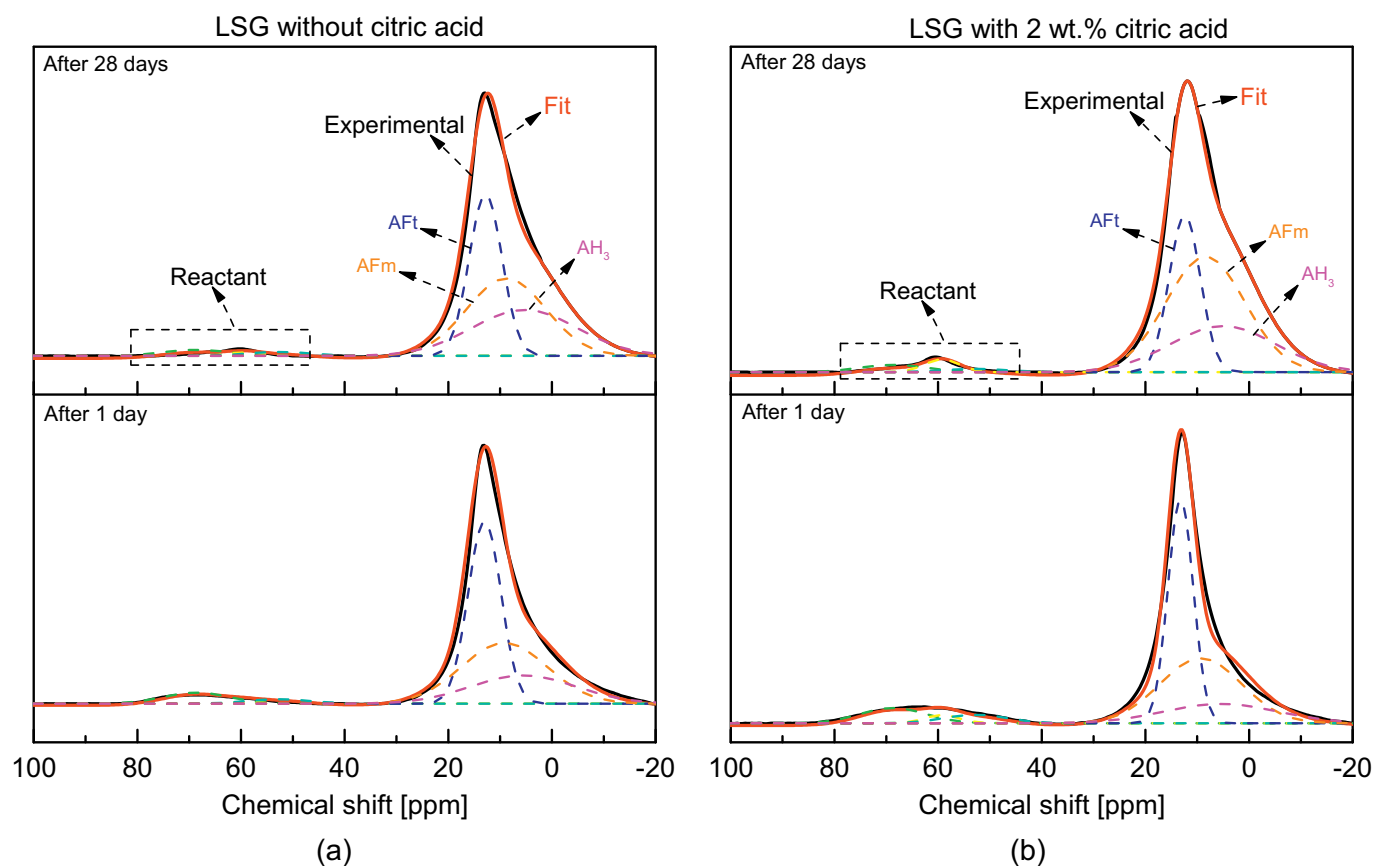 LSG without citric acid
After 28 days
Fit
Experimental
AFt
AFm
AH₃
Reactant
After 1 day
100 80 60 40 20 0 -20
Chemical shift [ppm]
(a)
LSG with 2 wt.% citric acid
After 28 days
Experimental
Fit
AFt
AFm
AH₃
Reactant
After 1 day
100 80 60 40 20 0 -20
Chemical shift [ppm]
(b)